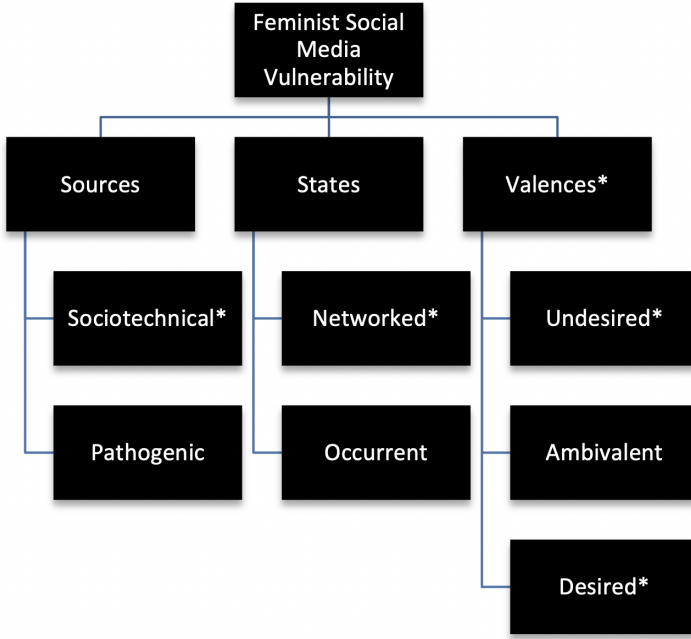 Feminist Social
Media
Vulnerability
Sources
States
Valences*
Sociotechnical*
Networked*
Undesired*
Pathogenic
Occurrent
Ambivalent
Desired*